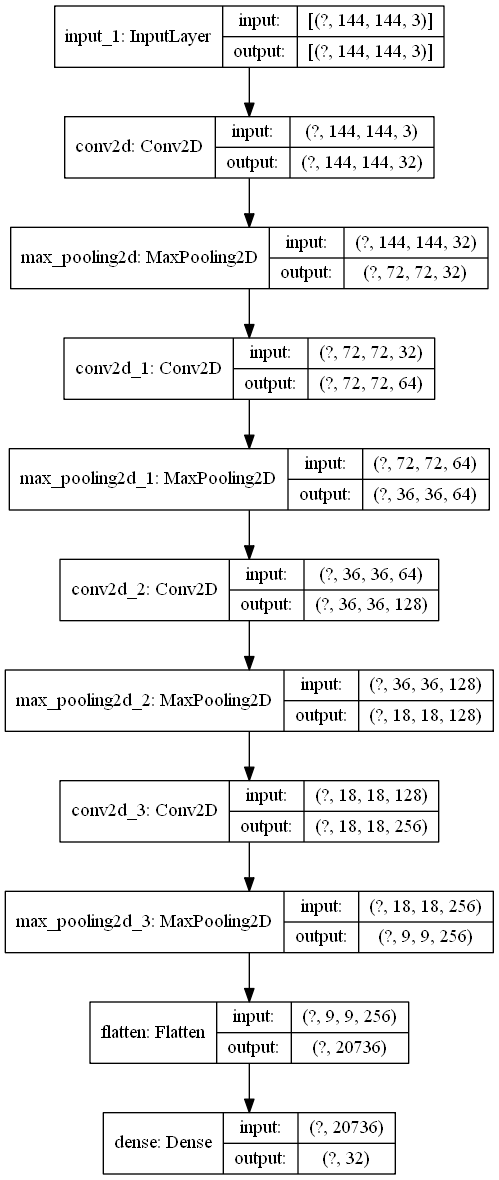 input_1: InputLayer
input:
[(?, 144, 144, 3)]
output:
[(?, 144, 144, 3)]
conv2d: Conv2D
input:
(?, 144, 144, 3)
output:
(?, 144, 144, 32)
max_pooling2d: MaxPooling2D
input:
(?, 144, 144, 32)
output:
(?, 72, 72, 32)
conv2d_1: Conv2D
input:
(?, 72, 72, 32)
output:
(?, 72, 72, 64)
max_pooling2d_1: MaxPooling2D
input:
(?, 72, 72, 64)
output:
(?, 36, 36, 64)
conv2d_2: Conv2D
input:
(?, 36, 36, 64)
output:
(?, 36, 36, 128)
max_pooling2d_2: MaxPooling2D
input:
(?, 36, 36, 128)
output:
(?, 18, 18, 128)
conv2d_3: Conv2D
input:
(?, 18, 18, 128)
output:
(?, 18, 18, 256)
max_pooling2d_3: MaxPooling2D
input:
(?, 18, 18, 256)
output:
(?, 9, 9, 256)
flatten: Flatten
input:
(?, 9, 9, 256)
output:
(?, 20736)
dense: Dense
input:
(?, 20736)
output:
(?, 32)